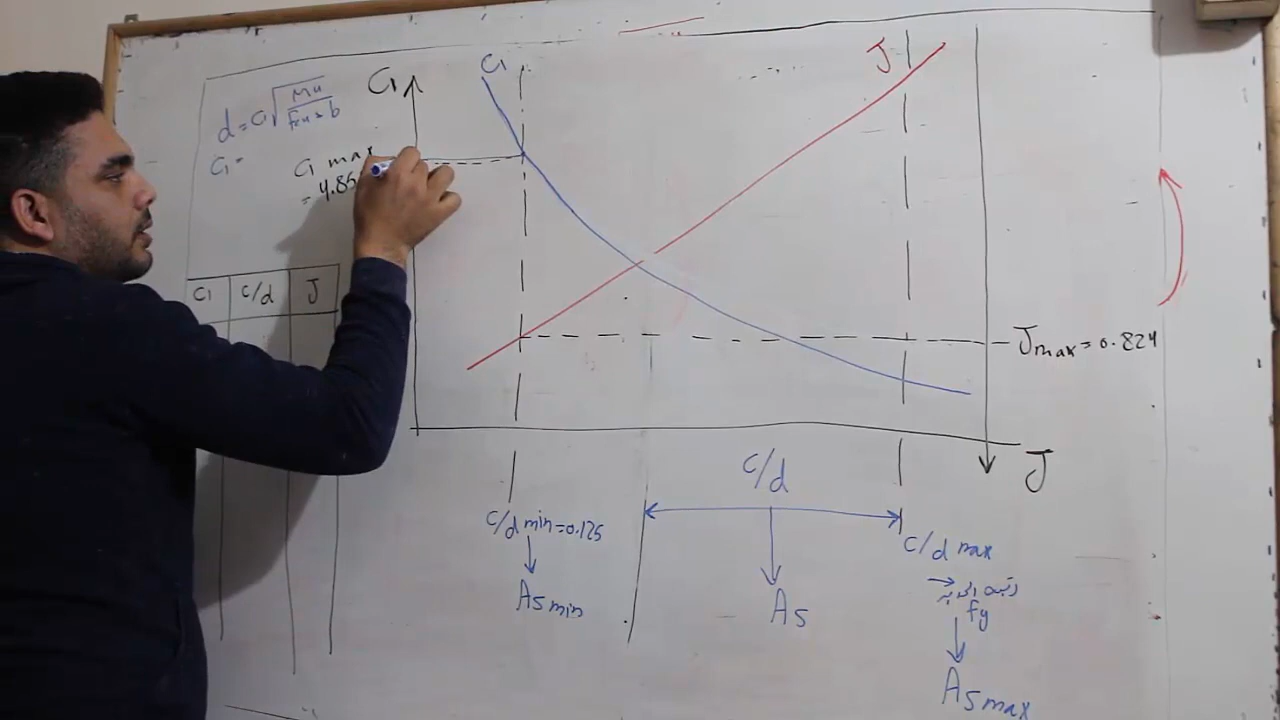 C1
J
C1
d = C1 √ Mu / Fcu * b
C1 =
C1 max
= 4.85
C1 C/d J
Jmax = 0.824
J
C/d
C/d min = 0.125
C/d max
As min
As
fy
As max